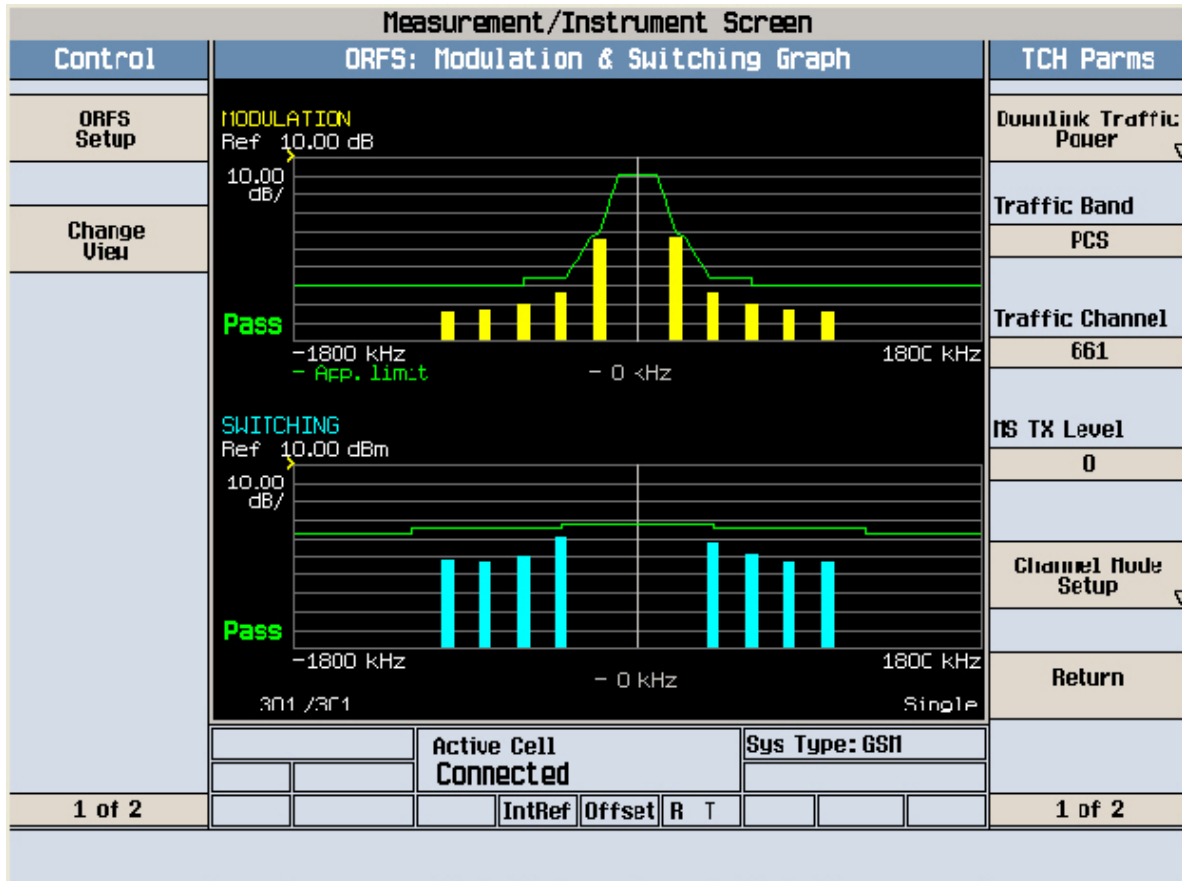 Measurement/Instrument Screen
Control
ORFS: Modulation & Switching Graph
TCH Parms
ORFS
Setup
Change
View
1 of 2
MODULATION
Ref 10.00 dB
10.00
dB/
Pass
-1800 kHz
1800 kHz
- App. limit
- 0 kHz
SWITCHING
Ref 10.00 dBm
10.00
dB/
Pass
-1800 kHz
1800 kHz
- 0 kHz
301 /301
Single
Active Cell
Connected
Sys Type: GSM
IntRef
Offset
R T
Downlink Traffic
Power
Traffic Band
PCS
Traffic Channel
661
MS TX Level
0
Channel Mode
Setup
Return
1 of 2